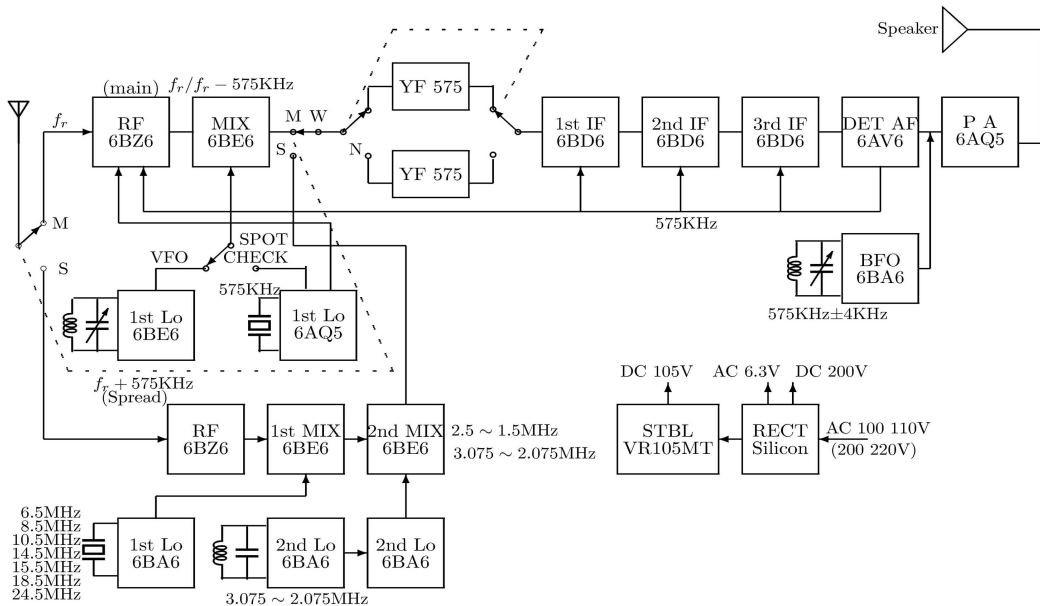 Speaker
(main)
f_r/f_r − 575KHz
f_r
RF
6BZ6
MIX
6BE6
M W
S
N
YF 575
YF 575
1st IF
6BD6
2nd IF
6BD6
3rd IF
6BD6
DET AF
6AV6
P A
6AQ5
575KHz
M
S
VFO
SPOT
CHECK
575KHz
1st Lo
6BE6
1st Lo
6AQ5
BFO
6BA6
575KHz±4KHz
f_r + 575KHz
(Spread)
DC 105V
AC 6.3V
DC 200V
RF
6BZ6
1st MIX
6BE6
2nd MIX
6BE6
2.5 ∼ 1.5MHz
3.075 ∼ 2.075MHz
STBL
VR105MT
RECT
Silicon
AC 100 110V
(200 220V)
6.5MHz
8.5MHz
10.5MHz
14.5MHz
15.5MHz
18.5MHz
24.5MHz
1st Lo
6BA6
2nd Lo
6BA6
2nd Lo
6BA6
3.075 ∼ 2.075MHz